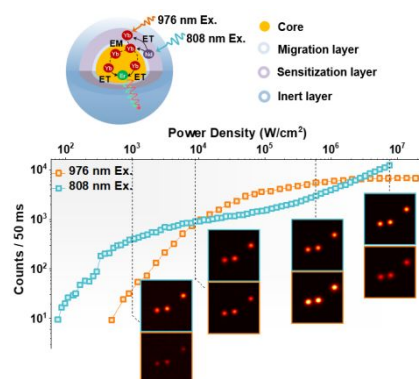 976 nm Ex.
808 nm Ex.
Yb
ET
EM
Yb
Yb
Nd
Yb
Yb
ET
Er
ET
Core
Migration layer
Sensitization layer
Inert layer
Power Density (W/cm²)
10² 10³ 10⁴ 10⁵ 10⁶ 10⁷
976 nm Ex.
808 nm Ex.
Counts / 50 ms
10⁴
10³
10²
10¹